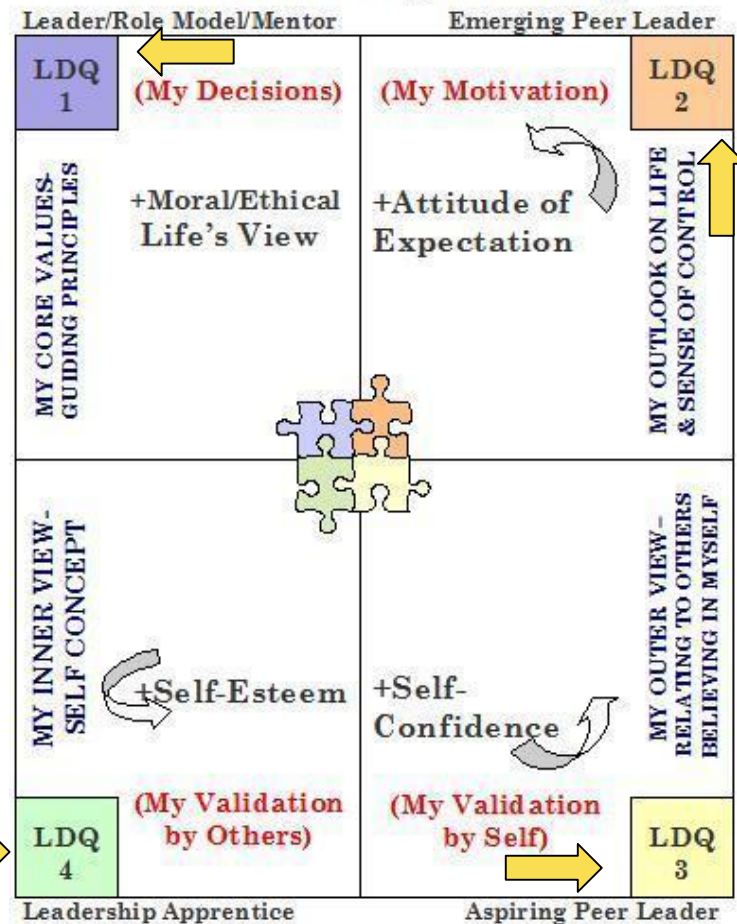 Leader/Role Model/Mentor
Emerging Peer Leader
LDQ
1
(My Decisions)
(My Motivation)
LDQ
2
MY CORE VALUES-
GUIDING PRINCIPLES
+Moral/Ethical
Life's View
+Attitude of
Expectation
MY OUTLOOK ON LIFE
& SENSE OF CONTROL
MY INNER VIEW-
SELF CONCEPT
+Self-Esteem
+Self-
Confidence
MY OUTER VIEW–
RELATING TO OTHERS
BELIEVING IN MYSELF
LDQ
4
(My Validation
by Others)
(My Validation
by Self)
LDQ
3
Leadership Apprentice
Aspiring Peer Leader